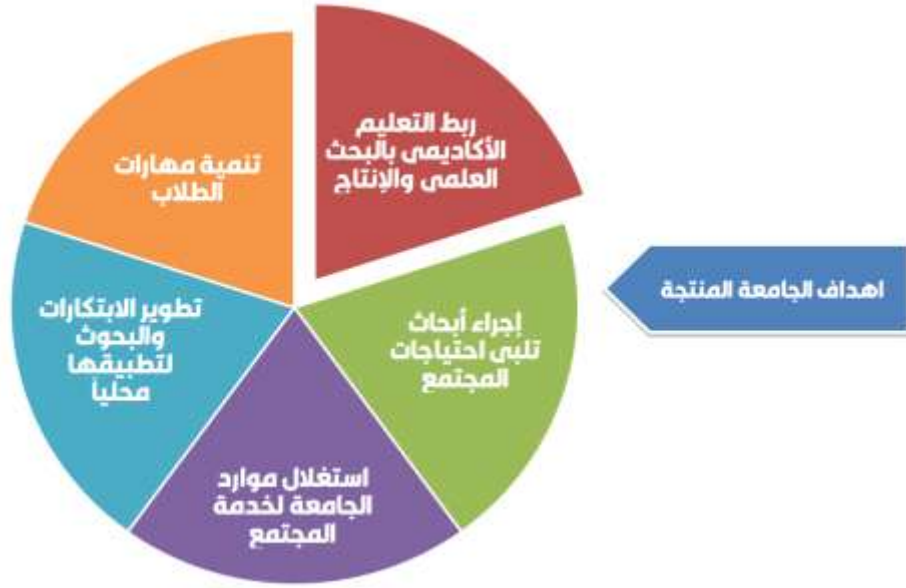 اهداف الجامعة المنتجة
ربط التعليم
الأكاديمى بالبحث
العلمى والإنتاج
إجراء أبحاث
تلبى احتياجات
المجتمع
استغلال موارد
الجامعة لخدمة
المجتمع
تطوير الابتكارات
والبحوث
لتطبيقها
محلياً
تنمية مهارات
الطلاب